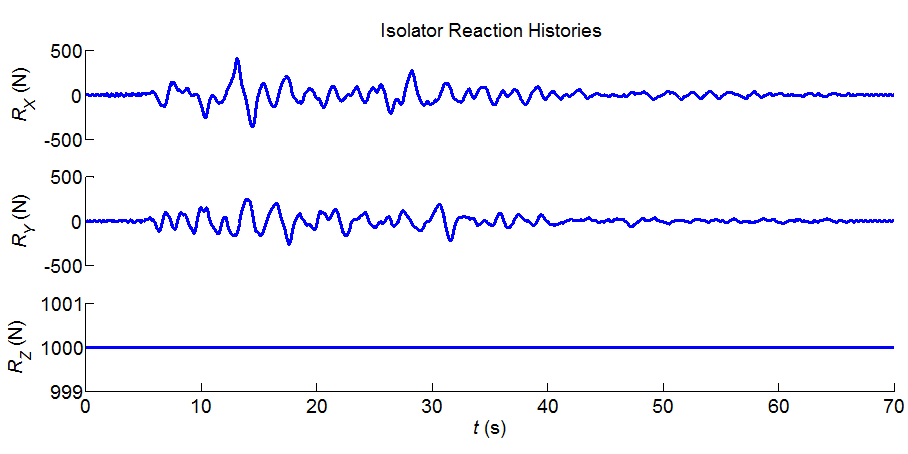 Isolator Reaction Histories
500
0
-500
R_X (N)
500
0
-500
R_Y (N)
1001
1000
999
R_Z (N)
0 10 20 30 40 50 60 70
t (s)